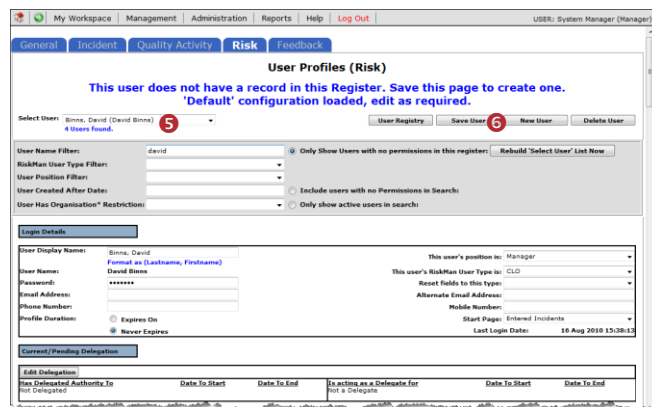 My Workspace Management Administration Reports Help Log Out USER: System Manager (Manager)
General Incident Quality Activity Risk Feedback
User Profiles (Risk)
This user does not have a record in this Register. Save this page to create one.
'Default' configuration loaded, edit as required.
Select User: Binns, David (David Binns) 5 User Registry Save User 6 New User Delete User
4 Users found.
User Name Filter: david Only Show Users with no permissions in this register: Rebuild 'Select User' List Now
RiskMan User Type Filter:
User Position Filter:
User Created After Date: Include users with no Permissions in Search:
User Has Organisation* Restriction: Only show active users in search:
Login Details
User Display Name: Binns, David This user's position is: Manager
Format as (Lastname, Firstname)
User Name: David Binns This user's RiskMan User Type is: CLO
Password: ••••••• Reset fields to this type:
Email Address: Alternate Email Address:
Phone Number: Mobile Number:
Profile Duration: Expires On Start Page: Entered Incidents
Never Expires Last Login Date: 16 Aug 2010 15:38:13
Current/Pending Delegation
Edit Delegation
Has Delegated Authority To Date To Start Date To End Is acting as a Delegate for Date To Start Date To End
Not Delegated Not a Delegate